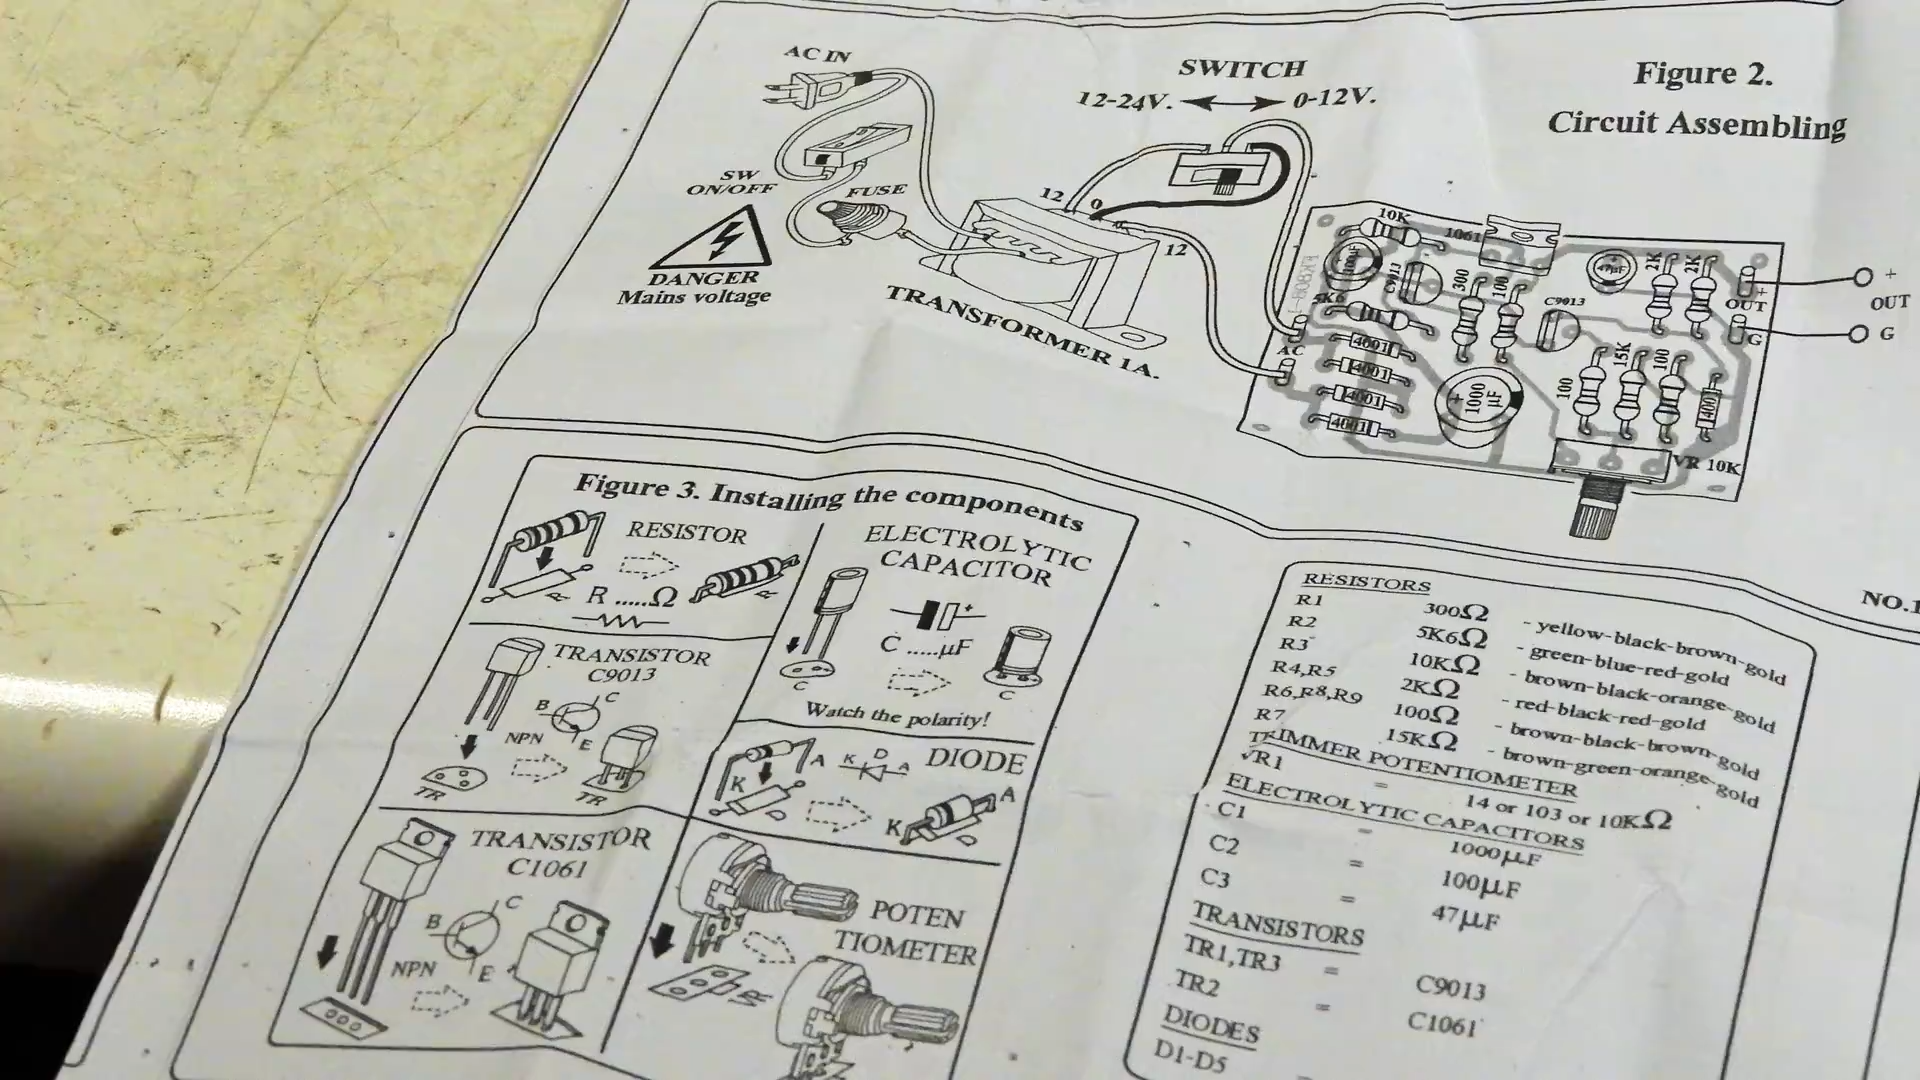 AC IN
SWITCH
12-24V. 0-12V.
Figure 2.
Circuit Assembling
SW
ON/OFF
FUSE
DANGER
Mains voltage
TRANSFORMER 1A.
12
0
12
10K
1061
100µF
C9013
300
100
5K6
AC
4001
4001
4001
4001
1000
µF
47µF
2K
2K
C9013
100
15K
100
4001
OUT
G
VR 10K
+
OUT
G
Figure 3. Installing the components
RESISTOR
R .....Ω
R
R
ELECTROLYTIC
CAPACITOR
C .....µF
C
C
Watch the polarity!
TRANSISTOR
C9013
B
C
E
NPN
TR
TR
DIODE
A
K
K D A
D
K
A
D
TRANSISTOR
C1061
B
C
E
NPN
POTEN
TIOMETER
VR
RESISTORS
R1 300Ω - yellow-black-brown-gold
R2 5K6Ω - green-blue-red-gold
R3 10KΩ - brown-black-orange-gold
R4,R5 2KΩ - red-black-red-gold
R6,R8,R9 100Ω - brown-black-brown-gold
R7 15KΩ - brown-green-orange-gold
TRIMMER POTENTIOMETER
VR1 = 14 or 103 or 10KΩ
ELECTROLYTIC CAPACITORS
C1 = 1000µF
C2 = 100µF
C3 = 47µF
TRANSISTORS
TR1,TR3 = C9013
TR2 = C1061
DIODES
D1-D5
NO.1